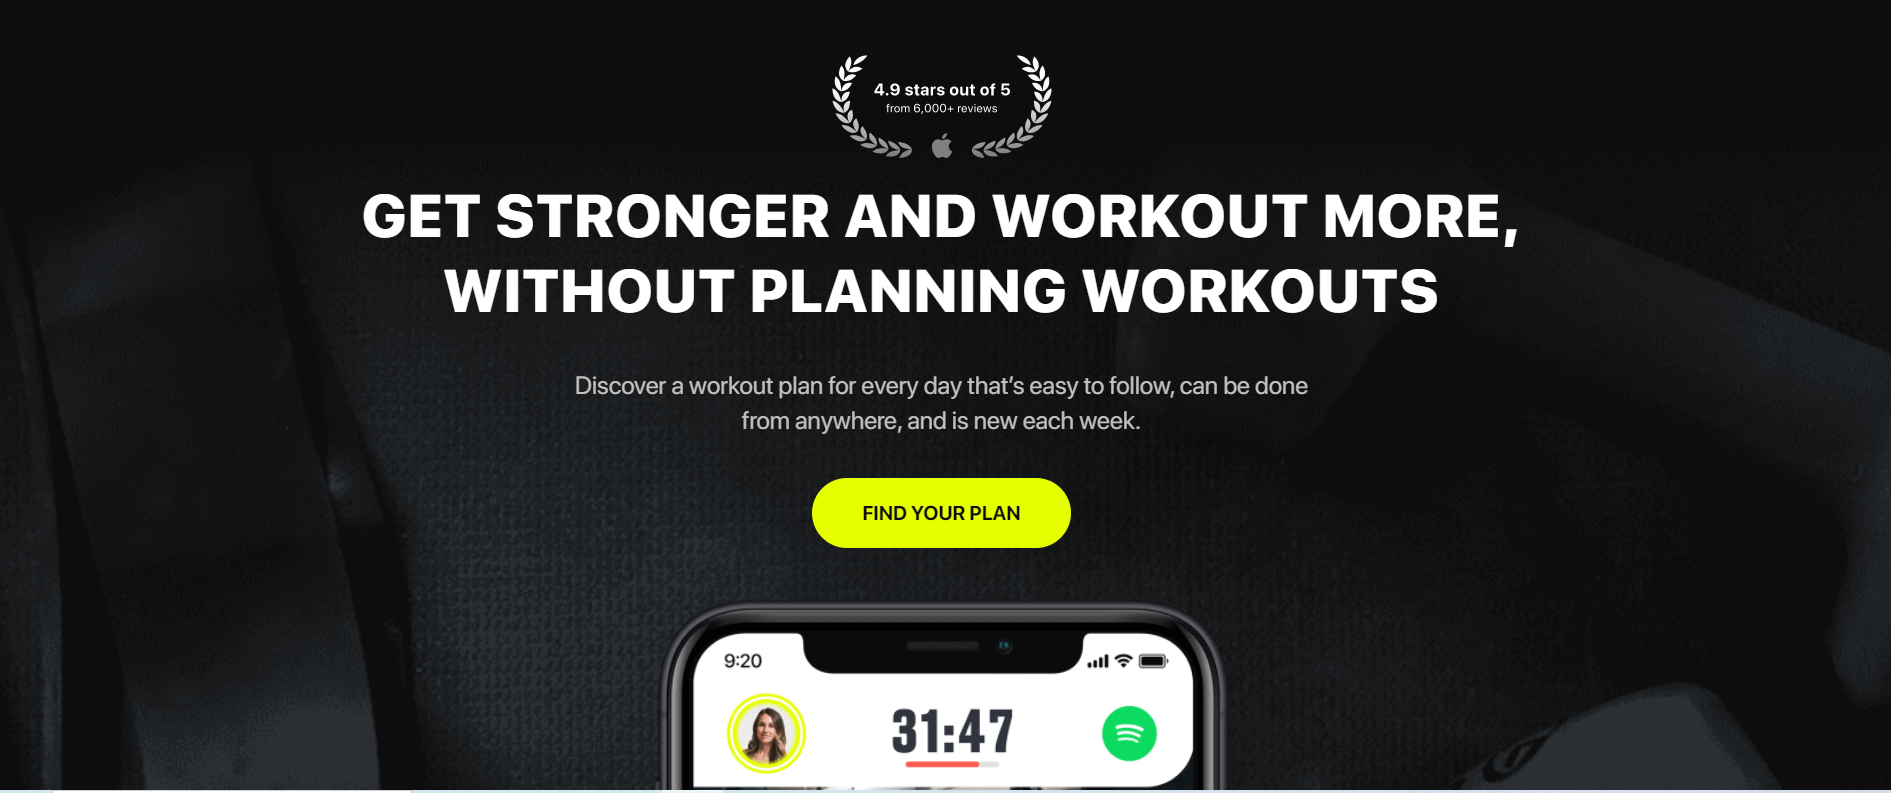 4.9 stars out of 5
from 6,000+ reviews
GET STRONGER AND WORKOUT MORE,
WITHOUT PLANNING WORKOUTS
Discover a workout plan for every day that’s easy to follow, can be done
from anywhere, and is new each week.
FIND YOUR PLAN
9:20
31:47